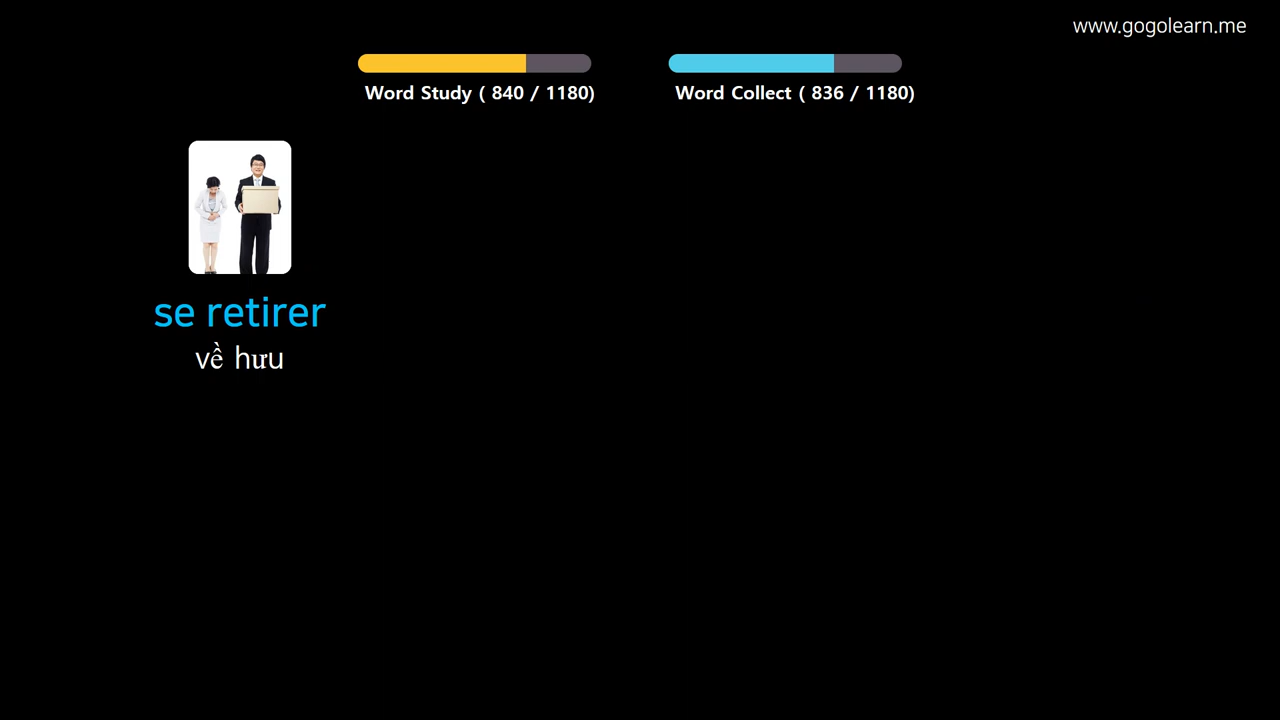 www.gogolearn.me
Word Study ( 840 / 1180)
Word Collect ( 836 / 1180)
se retirer
về hưu